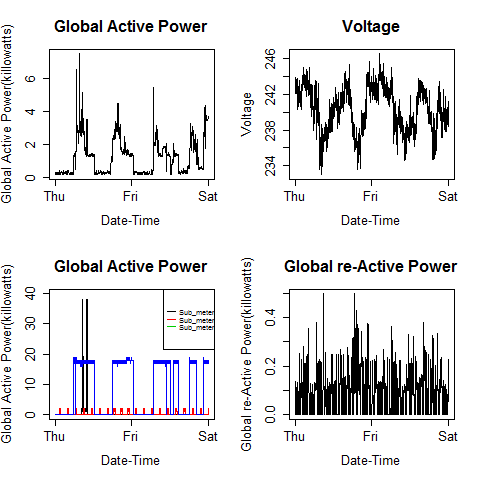 Global Active Power
Global Active Power(killowatts)
0 2 4 6
Thu Fri Sat
Date-Time
Voltage
Voltage
234 238 242 246
Thu Fri Sat
Date-Time
Global Active Power
Global Active Power(killowatts)
0 10 20 30 40
Sub_meter
Sub_meter
Sub_meter
Thu Fri Sat
Date-Time
Global re-Active Power
Global re-Active Power(killowatts)
0.0 0.2 0.4
Thu Fri Sat
Date-Time